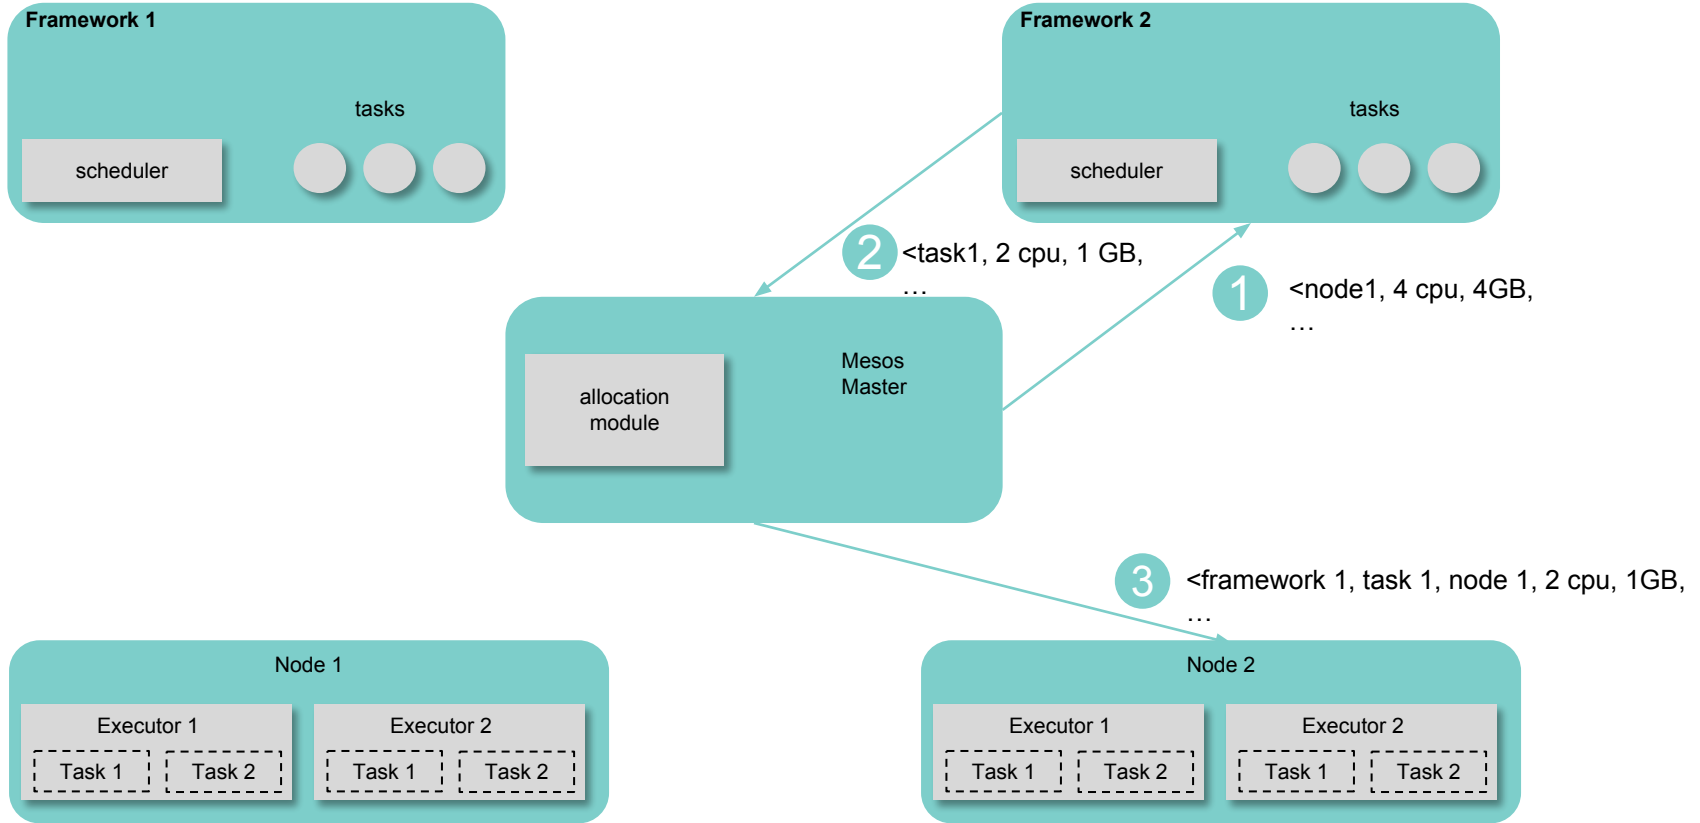 Framework 1
tasks
scheduler
Framework 2
tasks
scheduler
2
<task1, 2 cpu, 1 GB,
…
1
<node1, 4 cpu, 4GB,
…
Mesos
Master
allocation
module
3
<framework 1, task 1, node 1, 2 cpu, 1GB,
…
Node 1
Executor 1
Task 1
Task 2
Executor 2
Task 1
Task 2
Node 2
Executor 1
Task 1
Task 2
Executor 2
Task 1
Task 2